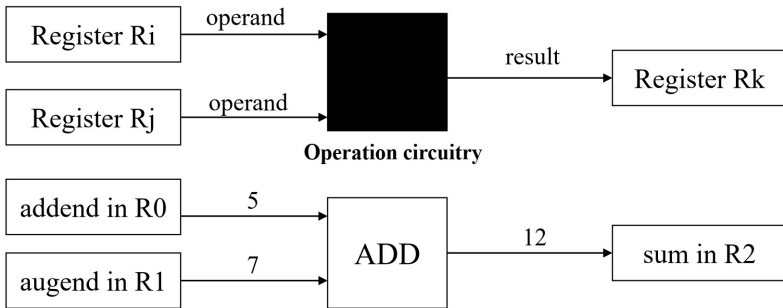 Register Ri
operand
result
Register Rk
Register Rj
operand
Operation circuitry
addend in R0
5
ADD
12
sum in R2
augend in R1
7